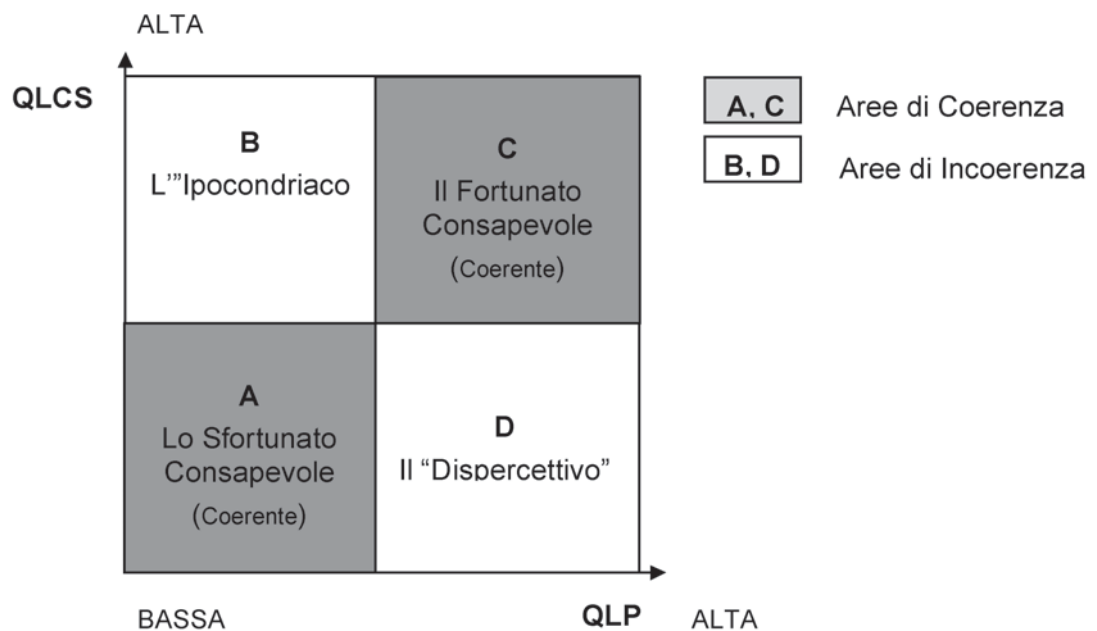 ALTA
QLCS
B
L'"Ipocondriaco
C
Il Fortunato
Consapevole
(Coerente)
A
Lo Sfortunato
Consapevole
(Coerente)
D
Il “Dispercettivo”
BASSA
QLP
ALTA
A, C
Aree di Coerenza
B, D
Aree di Incoerenza